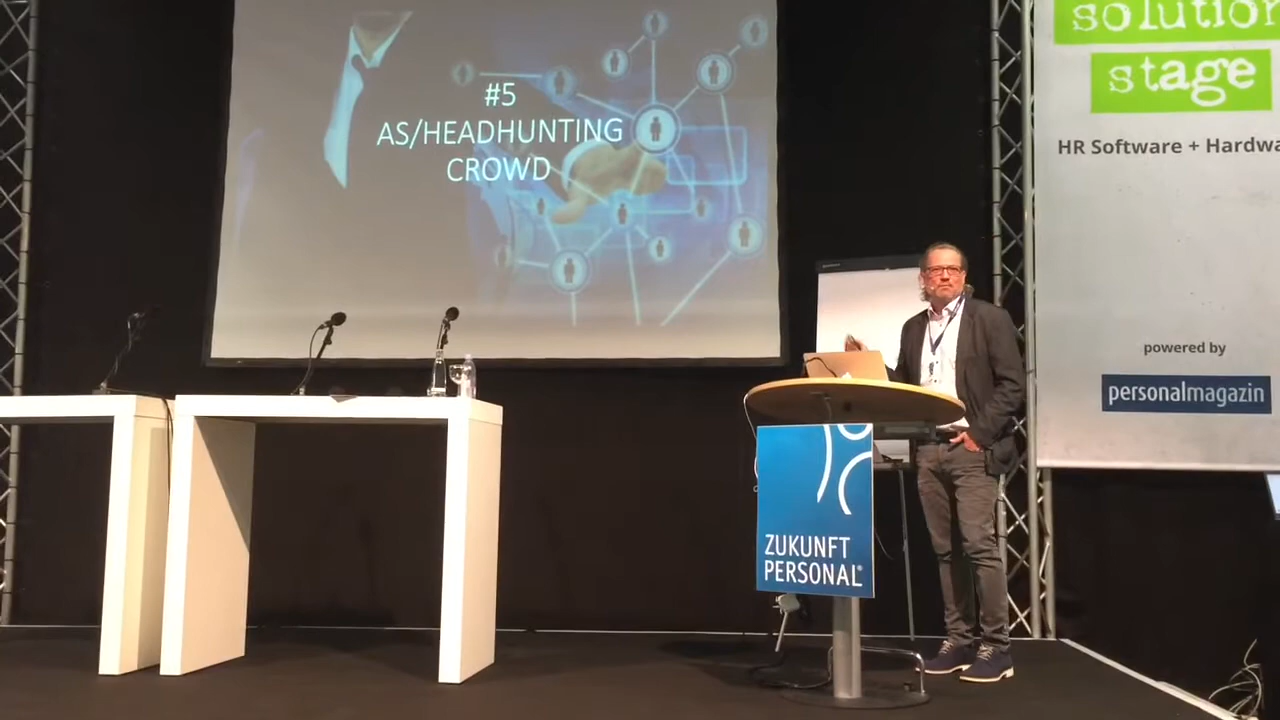 #5
AS/HEADHUNTING
CROWD
solution
stage
HR Software + Hardwa
powered by
personalmagazin
ZUKUNFT
PERSONAL®